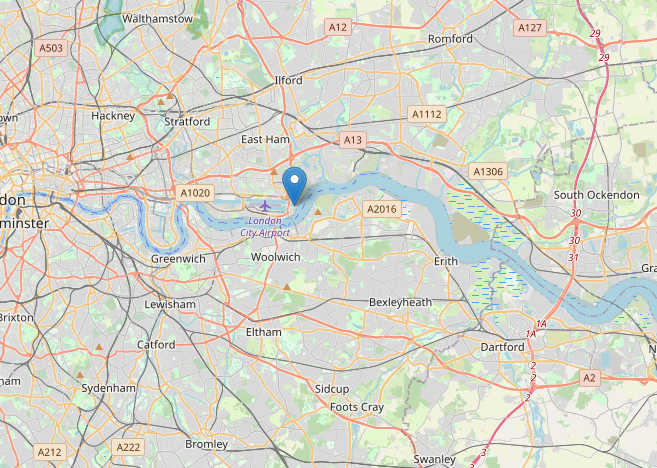 Walthamstow
A12
A127
29
A503
Romford
29
Ilford
A1112
Hackney
Stratford
East Ham
A13
A1306
A1020
South Ockendon
don
A2016
30
London
City Airport
minster
30
Greenwich
Woolwich
Erith
31
Gra
Lewisham
Bexleyheath
Brixton
Eltham
1A
1A
Catford
Dartford
N
2
A2
2
Sydenham
Sidcup
2
Foots Cray
ham
A212
A222
Bromley
3
Swanley
own